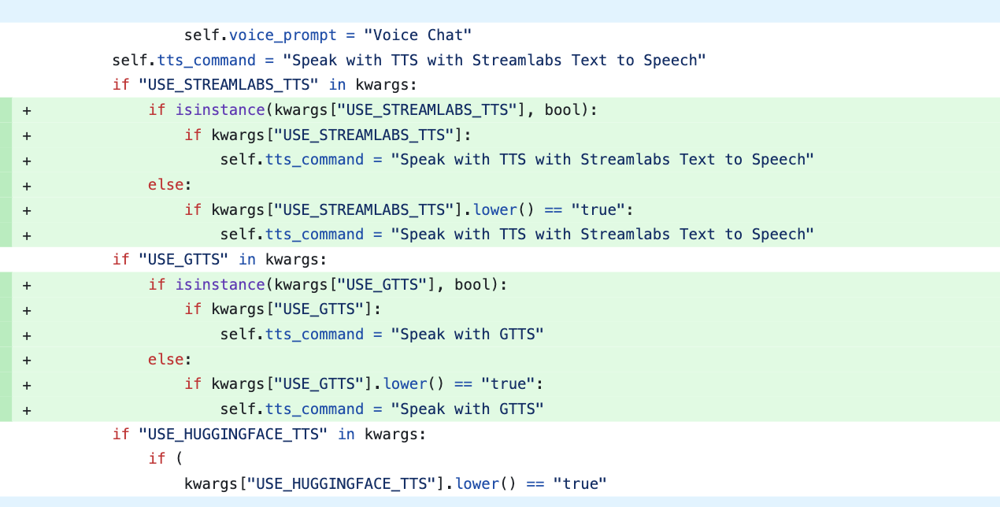 self.voice_prompt = "Voice Chat"
self.tts_command = "Speak with TTS with Streamlabs Text to Speech"
if "USE_STREAMLABS_TTS" in kwargs:
+ if isinstance(kwargs["USE_STREAMLABS_TTS"], bool):
+ if kwargs["USE_STREAMLABS_TTS"]:
+ self.tts_command = "Speak with TTS with Streamlabs Text to Speech"
+ else:
+ if kwargs["USE_STREAMLABS_TTS"].lower() == "true":
+ self.tts_command = "Speak with TTS with Streamlabs Text to Speech"
if "USE_GTTS" in kwargs:
+ if isinstance(kwargs["USE_GTTS"], bool):
+ if kwargs["USE_GTTS"]:
+ self.tts_command = "Speak with GTTS"
+ else:
+ if kwargs["USE_GTTS"].lower() == "true":
+ self.tts_command = "Speak with GTTS"
if "USE_HUGGINGFACE_TTS" in kwargs:
if (
kwargs["USE_HUGGINGFACE_TTS"].lower() == "true"